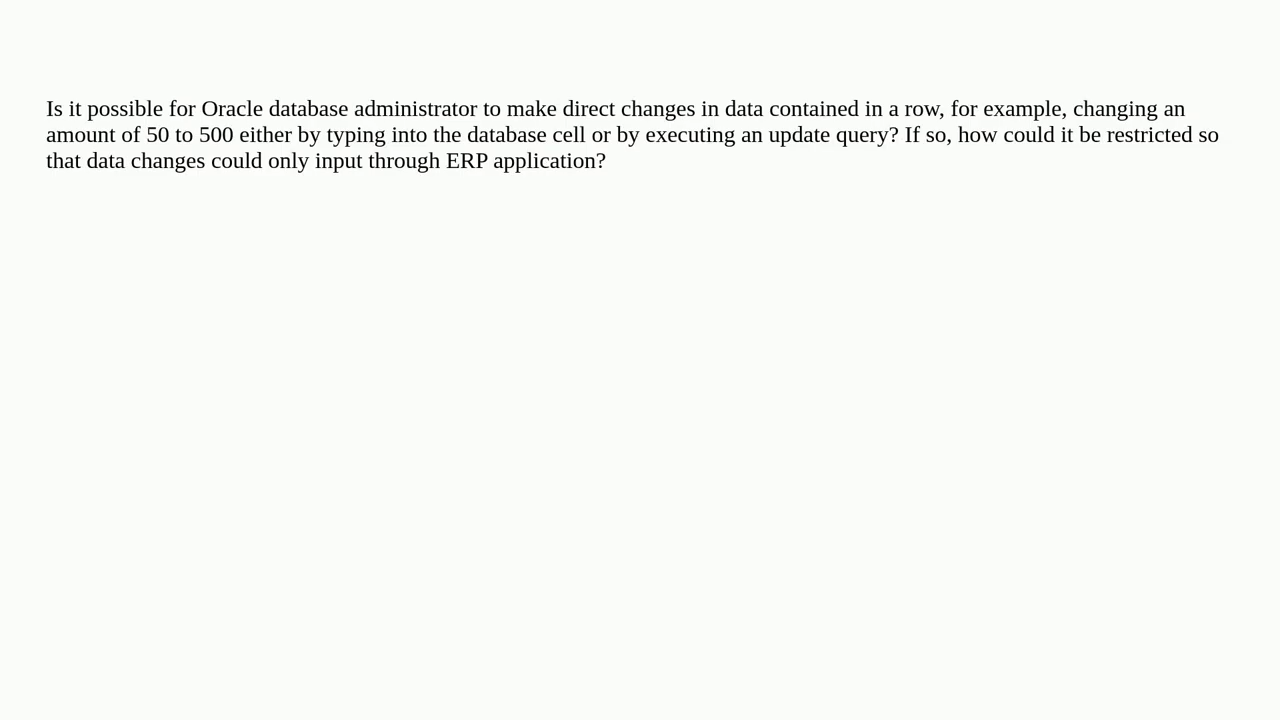 Is it possible for Oracle database administrator to make direct changes in data contained in a row, for example, changing an
amount of 50 to 500 either by typing into the database cell or by executing an update query? If so, how could it be restricted so
that data changes could only input through ERP application?